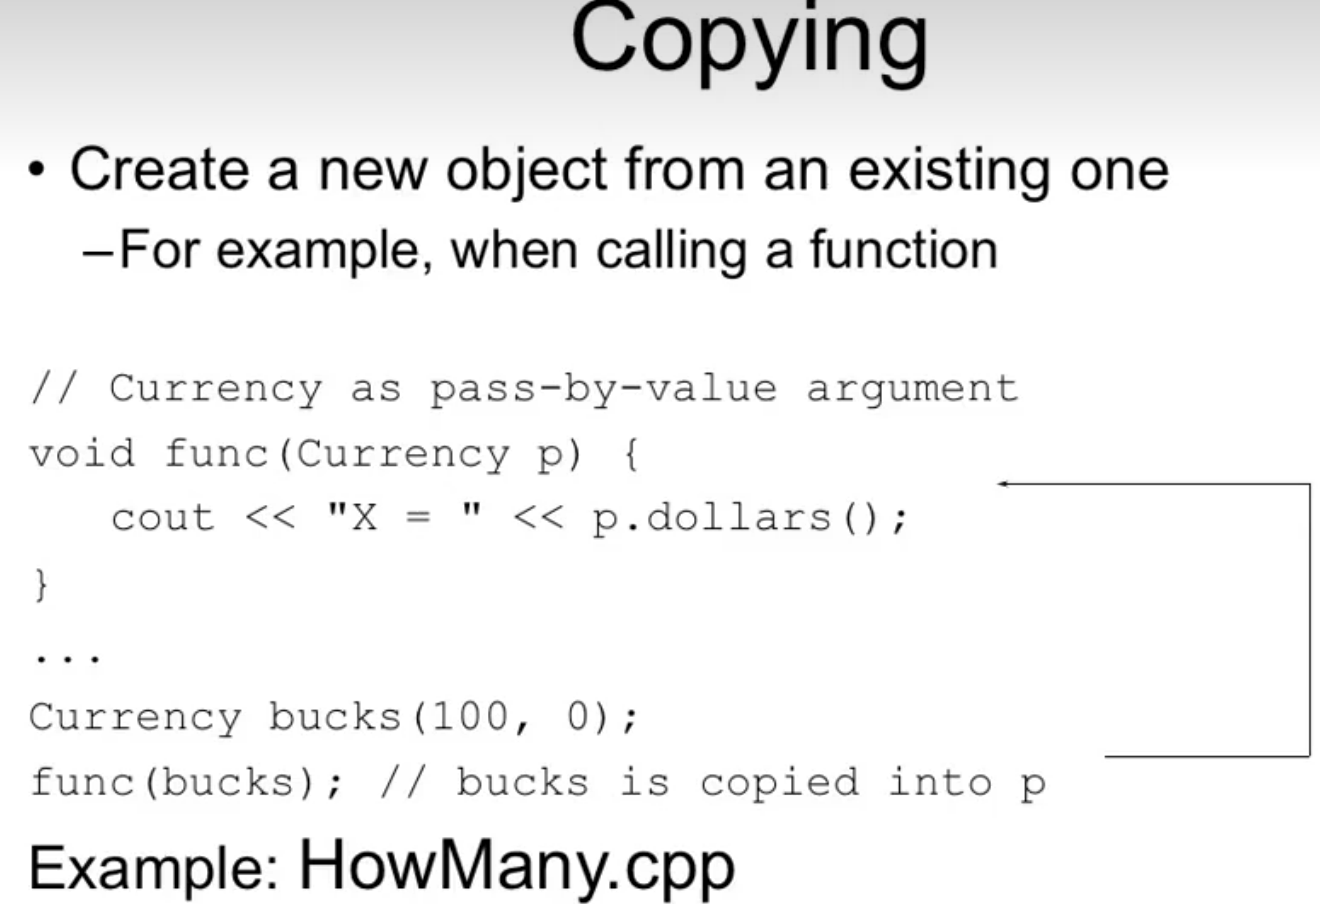 Copying
• Create a new object from an existing one
–For example, when calling a function
// Currency as pass-by-value argument
void func(Currency p) {
cout << "X = " << p.dollars();
}
...
Currency bucks(100, 0);
func(bucks); // bucks is copied into p
Example: HowMany.cpp